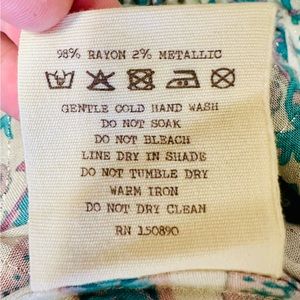 98% RAYON 2% METALLIC
GENTLE COLD HAND WASH
DO NOT SOAK
DO NOT BLEACH
LINE DRY IN SHADE
DO NOT TUMBLE DRY
WARM IRON
DO NOT DRY CLEAN
RN 150890